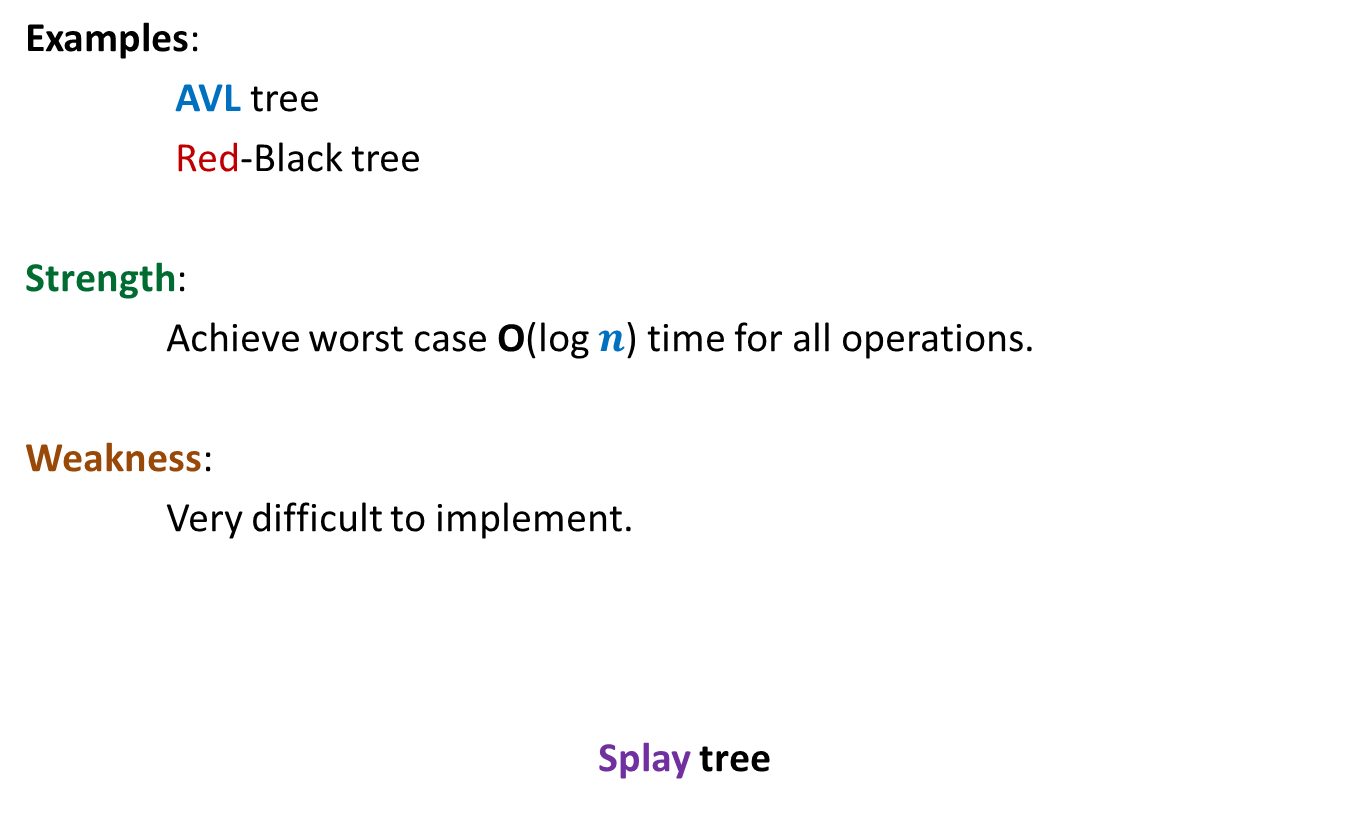 Examples:
AVL tree
Red-Black tree
Strength:
Achieve worst case O(log n) time for all operations.
Weakness:
Very difficult to implement.
Splay tree